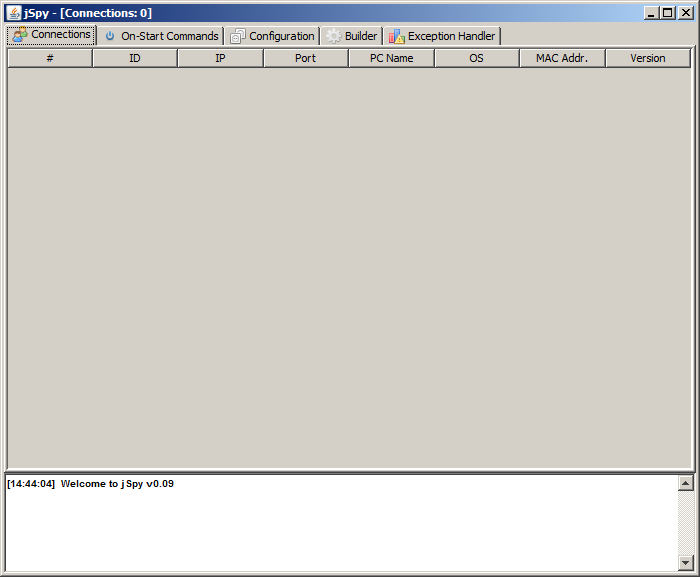 jSpy - [Connections: 0]
Connections On-Start Commands Configuration Builder Exception Handler
# ID IP Port PC Name OS MAC Addr. Version
[14:44:04] Welcome to jSpy v0.09